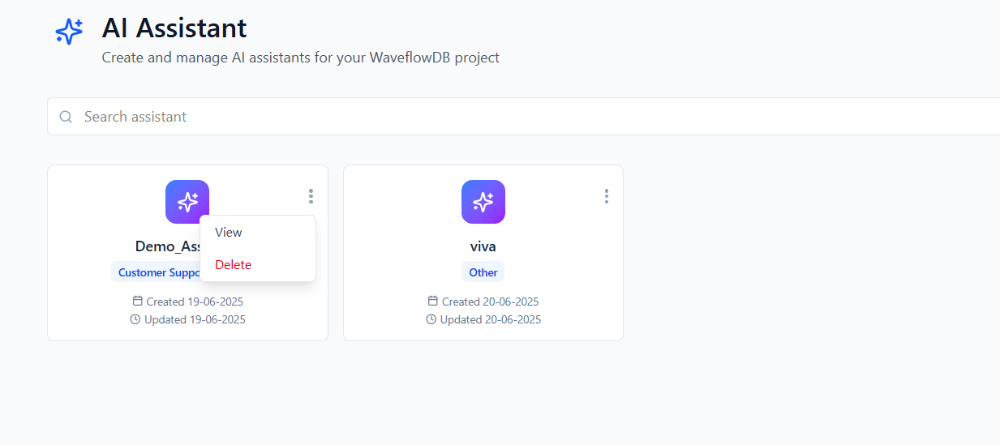 AI Assistant
Create and manage AI assistants for your WaveflowDB project
Search assistant
Demo_Ass
Customer Suppo
View
Delete
Created 19-06-2025
Updated 19-06-2025
viva
Other
Created 20-06-2025
Updated 20-06-2025